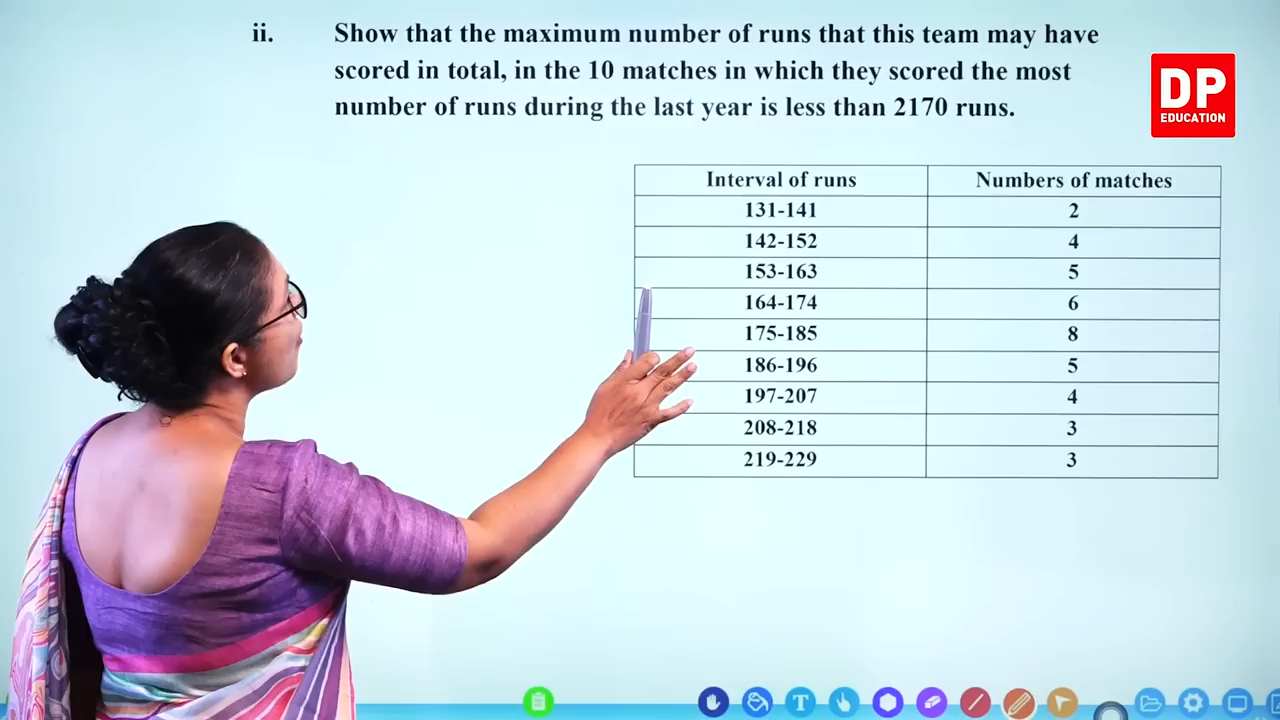 ii. Show that the maximum number of runs that this team may have
scored in total, in the 10 matches in which they scored the most
number of runs during the last year is less than 2170 runs.
DP
EDUCATION
Interval of runs Numbers of matches
131-141 2
142-152 4
153-163 5
164-174 6
175-185 8
186-196 5
197-207 4
208-218 3
219-229 3
T